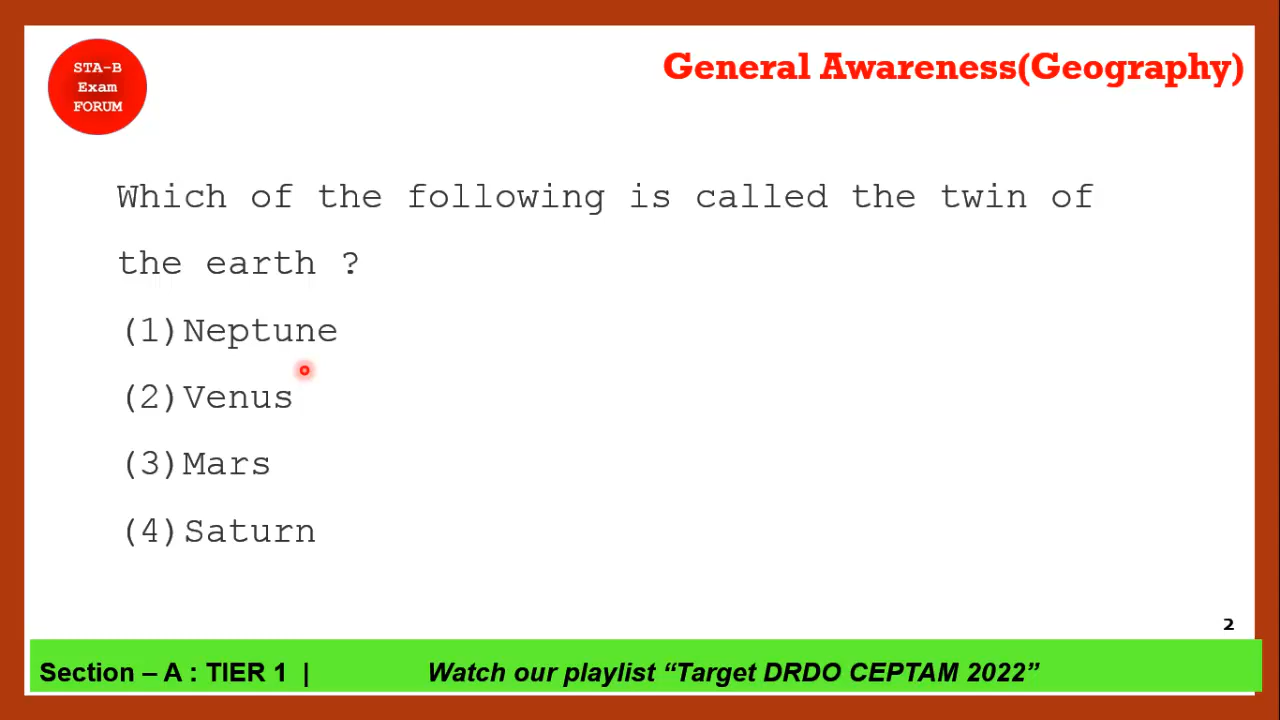 STA-B
Exam
FORUM
General Awareness(Geography)
Which of the following is called the twin of
the earth ?
(1)Neptune
(2)Venus
(3)Mars
(4)Saturn
2
Section – A : TIER 1 | Watch our playlist “Target DRDO CEPTAM 2022”